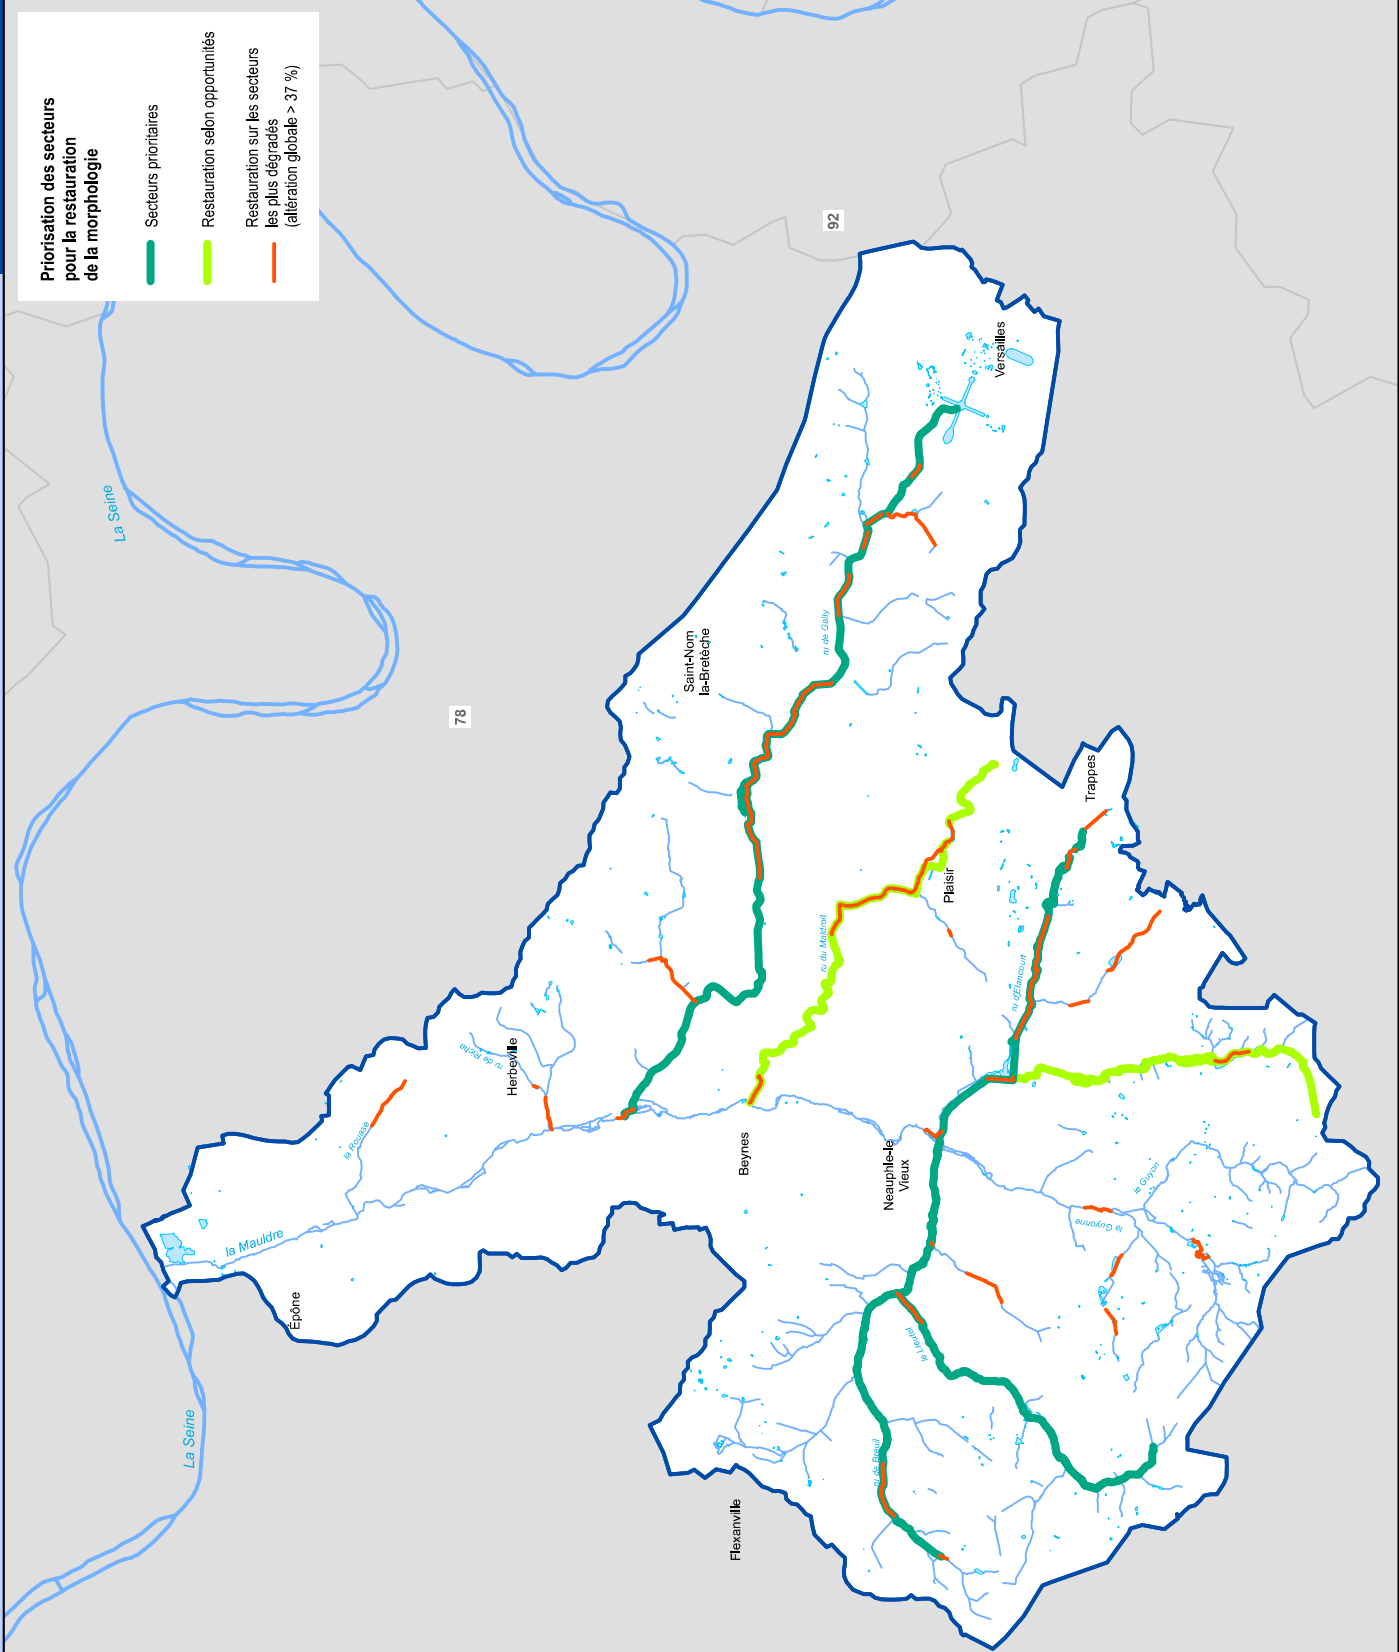 Priorisation des secteurs
pour la restauration
de la morphologie
Secteurs prioritaires
Restauration selon opportunités
Restauration sur les secteurs
les plus dégradés
(altération globale > 37 %)
La Seine
La Seine
78
92
Épône
la Mauldre
la Rouase
Herbeville
ru de Riche
Saint-Nom
la-Bretèche
ru de Gally
Versailles
Beynes
ru du Maldroit
Plaisir
Trappes
ru d'Elancourt
Neauphle-le
Vieux
Flexanville
ru de Breuil
le Lieutel
la Guyonne
le Guyon